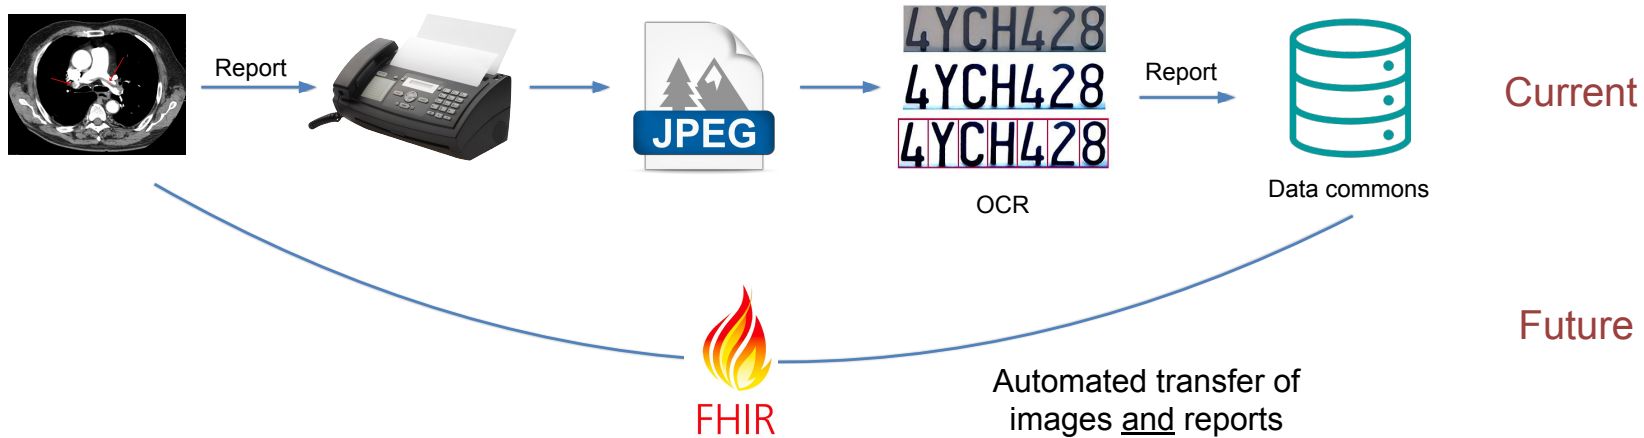 Report
JPEG
4YCH428
4YCH428
4YCH428
OCR
Report
Data commons
Current
FHIR
Automated transfer of
images and reports
Future